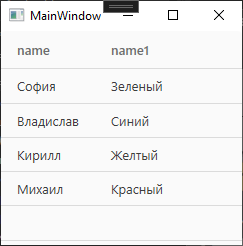 MainWindow
name name1
София Зеленый
Владислав Синий
Кирилл Желтый
Михаил Красный